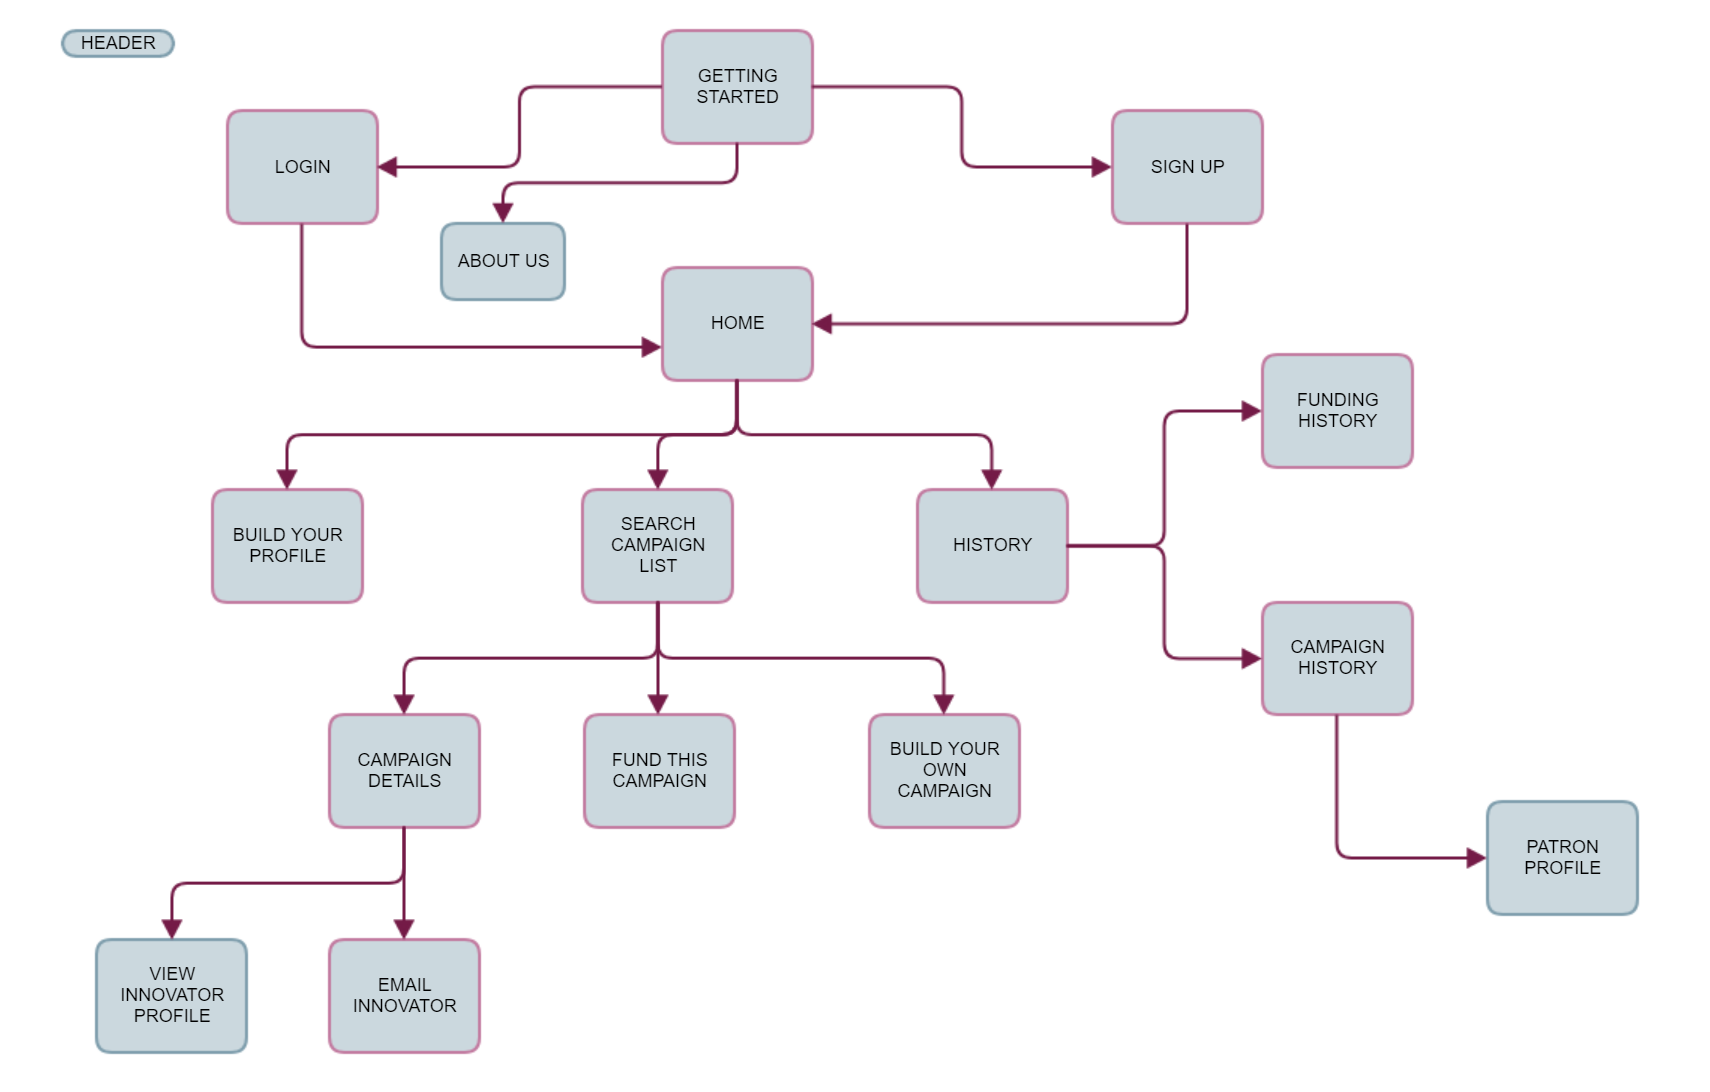 HEADER
GETTING
STARTED
LOGIN
SIGN UP
ABOUT US
HOME
FUNDING
HISTORY
BUILD YOUR
PROFILE
SEARCH
CAMPAIGN
LIST
HISTORY
CAMPAIGN
HISTORY
CAMPAIGN
DETAILS
FUND THIS
CAMPAIGN
BUILD YOUR
OWN
CAMPAIGN
PATRON
PROFILE
VIEW
INNOVATOR
PROFILE
EMAIL
INNOVATOR